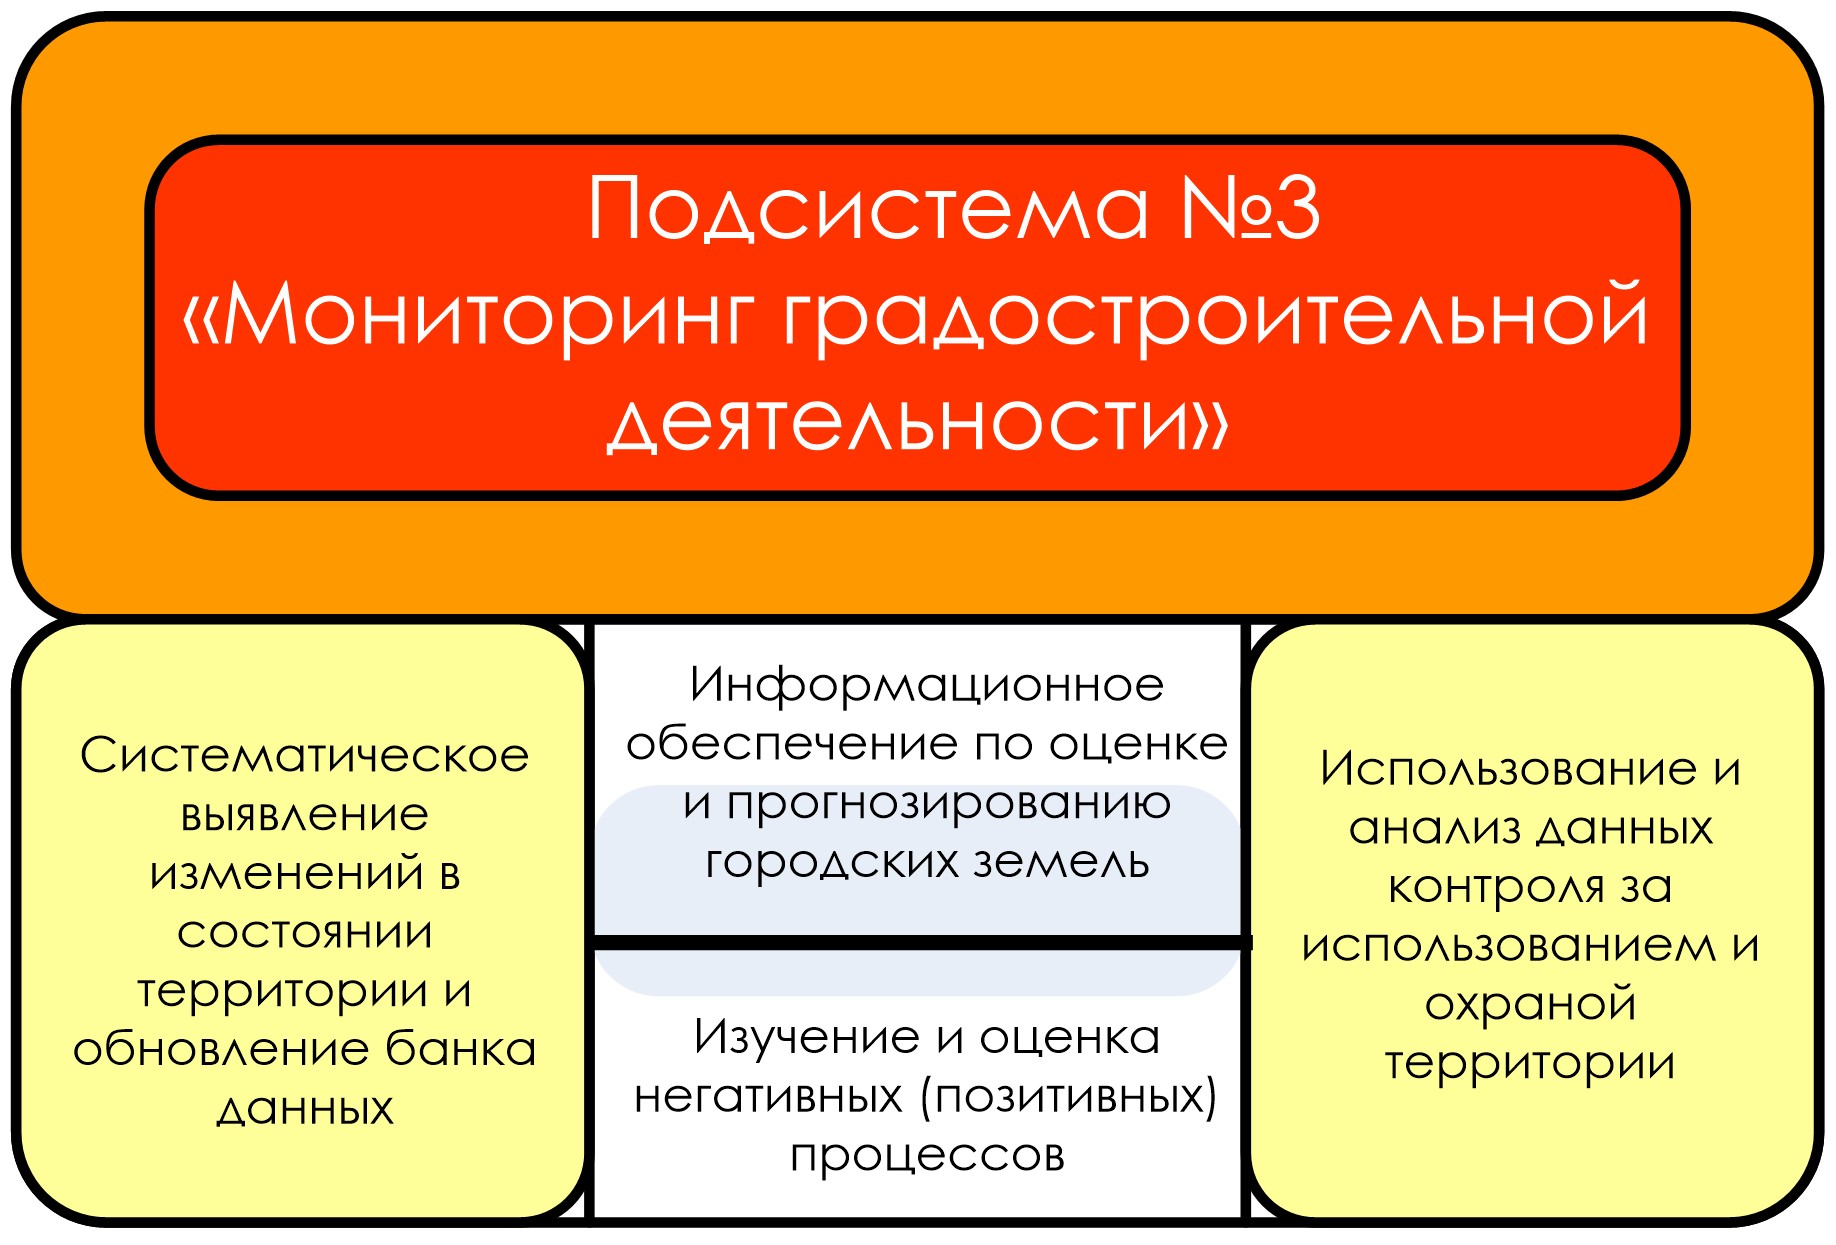 Подсистема №3
«Мониторинг градостроительной
деятельности»
Систематическое
выявление
изменений в
состоянии
территории и
обновление банка
данных
Информационное
обеспечение по оценке
и прогнозированию
городских земель
Изучение и оценка
негативных (позитивных)
процессов
Использование и
анализ данных
контроля за
использованием и
охраной
территории